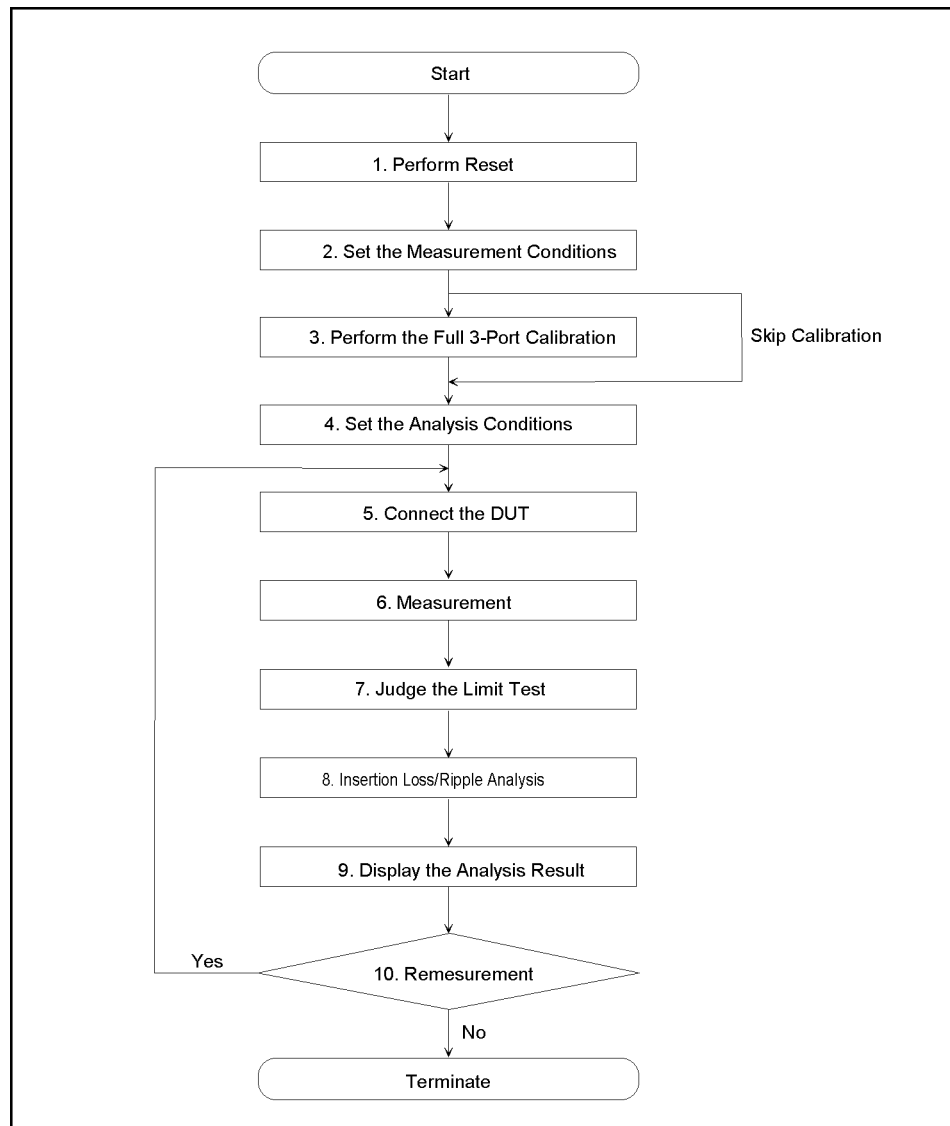 Start
1. Perform Reset
2. Set the Measurement Conditions
3. Perform the Full 3-Port Calibration
Skip Calibration
4. Set the Analysis Conditions
5. Connect the DUT
6. Measurement
7. Judge the Limit Test
8. Insertion Loss/Ripple Analysis
9. Display the Analysis Result
Yes
10. Remesurement
No
Terminate